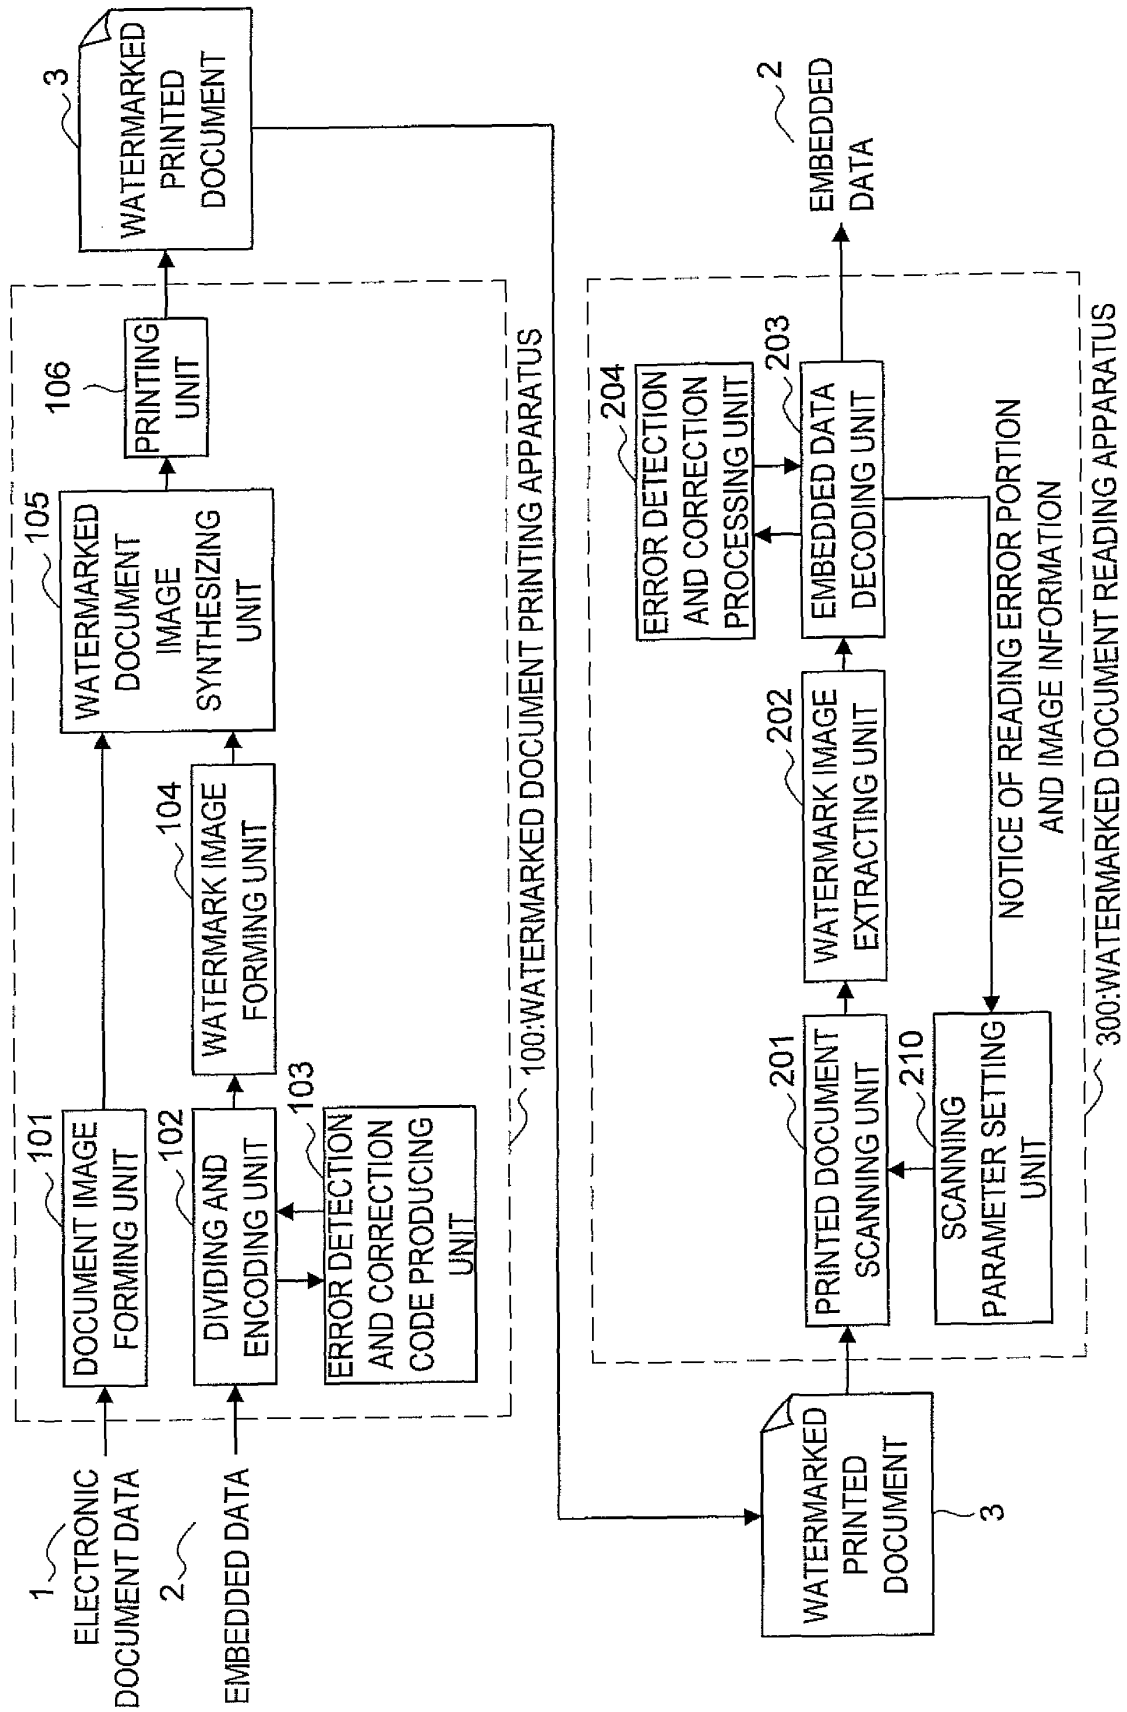 1
ELECTRONIC
DOCUMENT DATA
2
EMBEDDED DATA
101
DOCUMENT IMAGE
FORMING UNIT
102
DIVIDING AND
ENCODING UNIT
103
ERROR DETECTION
AND CORRECTION
CODE PRODUCING
UNIT
104
WATERMARK IMAGE
FORMING UNIT
105
WATERMARKED
DOCUMENT
IMAGE
SYNTHESIZING
UNIT
106
PRINTING
UNIT
3
WATERMARKED
PRINTED
DOCUMENT
100:WATERMARKED DOCUMENT PRINTING APPARATUS
WATERMARKED
PRINTED
DOCUMENT
3
201
PRINTED DOCUMENT
SCANNING UNIT
210
SCANNING
PARAMETER SETTING
UNIT
202
WATERMARK IMAGE
EXTRACTING UNIT
204
ERROR DETECTION
AND CORRECTION
PROCESSING UNIT
203
EMBEDDED DATA
DECODING UNIT
NOTICE OF READING ERROR PORTION
AND IMAGE INFORMATION
2
EMBEDDED
DATA
300:WATERMARKED DOCUMENT READING APPARATUS